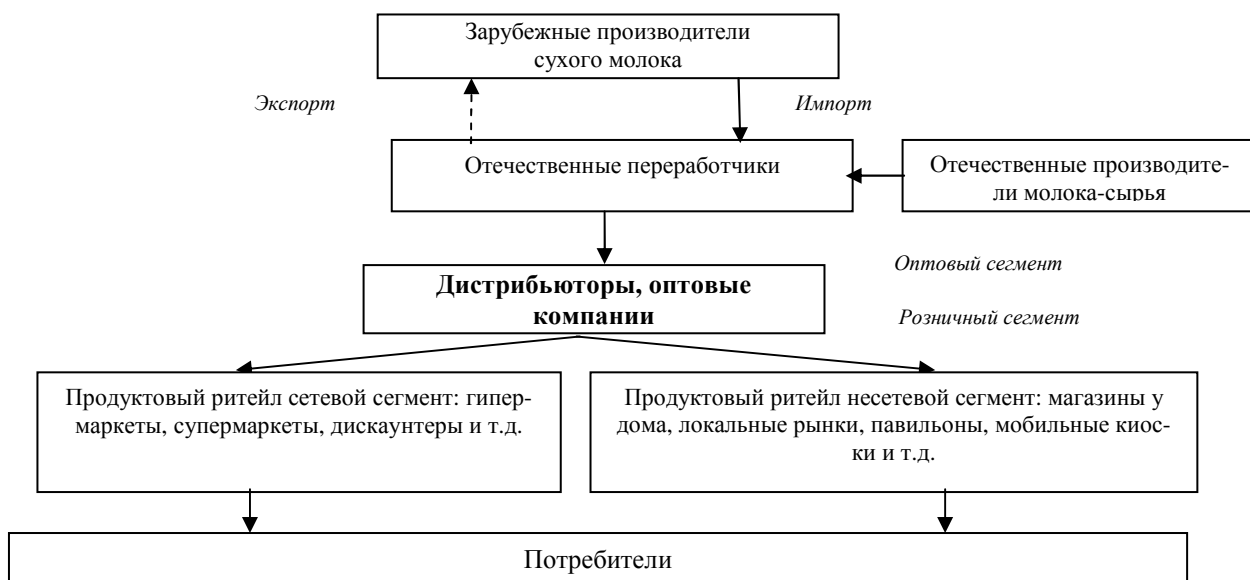 Зарубежные производители
сухого молока
Экспорт
Импорт
Отечественные переработчики
Отечественные производите-
ли молока-сырья
Оптовый сегмент
Дистрибьюторы, оптовые
компании
Розничный сегмент
Продуктовый ритейл сетевой сегмент: гипер-
маркеты, супермаркеты, дискаунтеры и т.д.
Продуктовый ритейл несетевой сегмент: магазины у
дома, локальные рынки, павильоны, мобильные киос-
ки и т.д.
Потребители